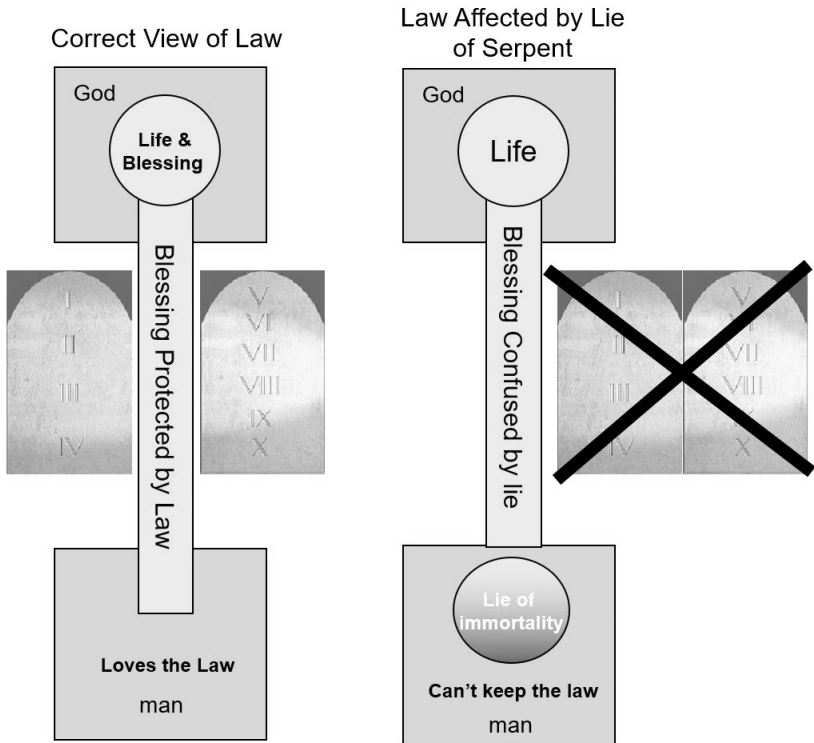 Correct View of Law
God
Life &
Blessing
Blessing Protected by Law
I
II
III
IV
V
VI
VII
VIII
IX
X
Loves the Law
man
Law Affected by Lie
of Serpent
God
Life
Blessing Confused by lie
I
II
III
IV
V
VII
VIII
X
Lie of
immortality
Can't keep the law
man